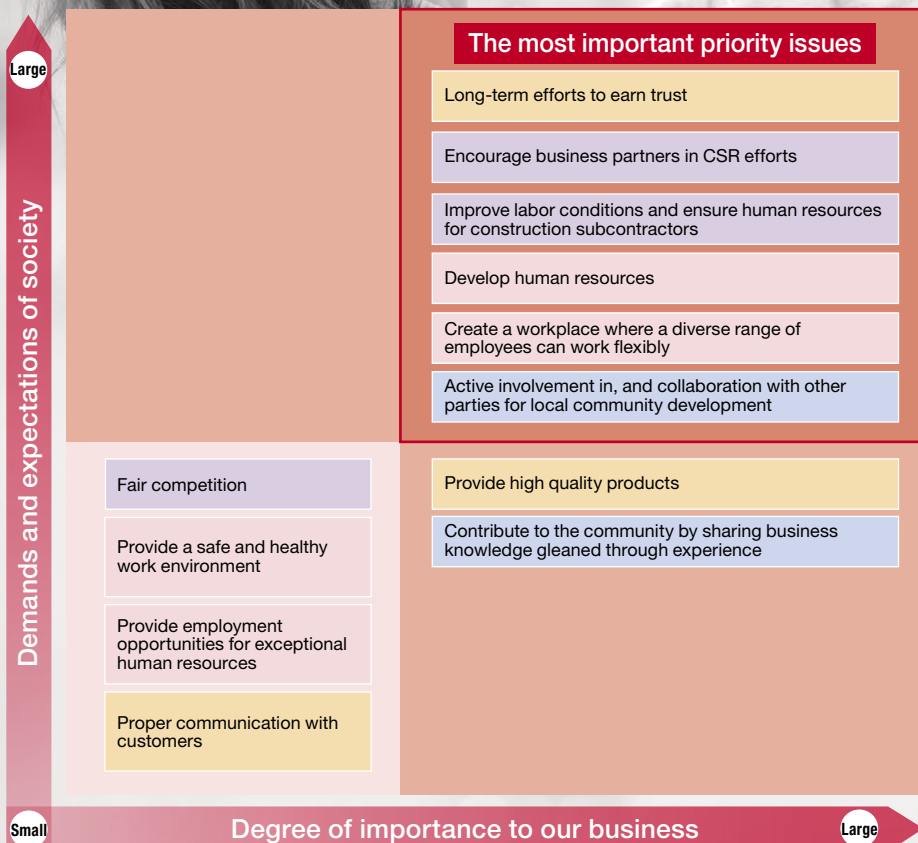 Large
Demands and expectations of society
The most important priority issues
Long-term efforts to earn trust
Encourage business partners in CSR efforts
Improve labor conditions and ensure human resources
for construction subcontractors
Develop human resources
Create a workplace where a diverse range of
employees can work flexibly
Active involvement in, and collaboration with other
parties for local community development
Fair competition
Provide a safe and healthy
work environment
Provide employment
opportunities for exceptional
human resources
Proper communication with
customers
Provide high quality products
Contribute to the community by sharing business
knowledge gleaned through experience
Small
Degree of importance to our business
Large